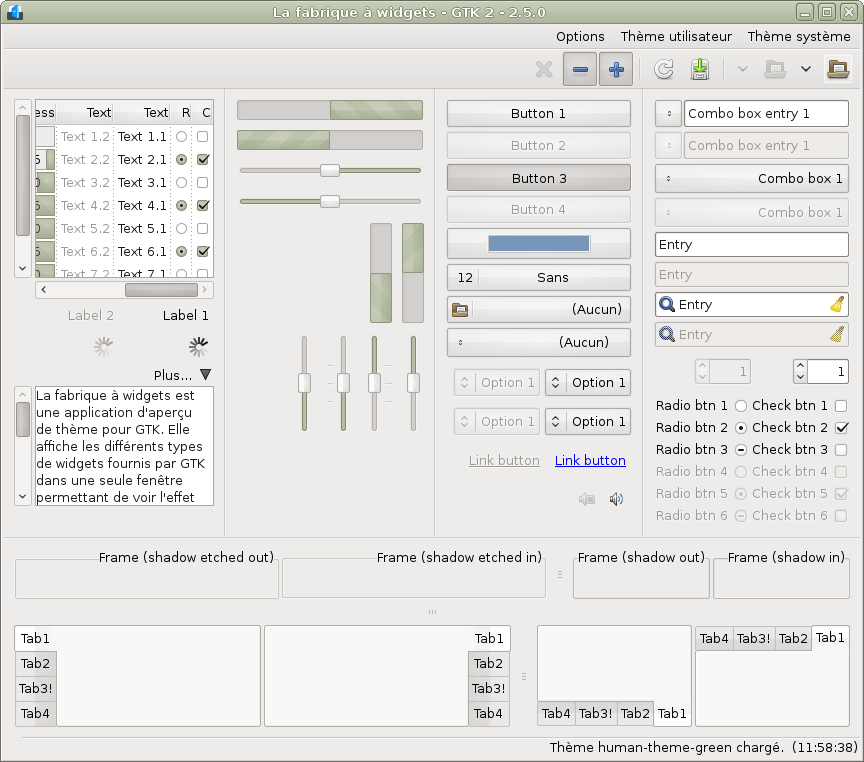 La fabrique à widgets - GTK 2 - 2.5.0
Options Thème utilisateur Thème système
ess Text Text R C
Text 1.2 Text 1.1
5 Text 2.2 Text 2.1
0 Text 3.2 Text 3.1
5 Text 4.2 Text 4.1
0 Text 5.2 Text 5.1
5 Text 6.2 Text 6.1
0 Text 7.2 Text 7.1
Label 2 Label 1
Plus...
La fabrique à widgets est
une application d'aperçu
de thème pour GTK. Elle
affiche les différents types
de widgets fournis par GTK
dans une seule fenêtre
permettant de voir l'effet
Button 1
Button 2
Button 3
Button 4
12 Sans
(Aucun)
(Aucun)
Option 1 Option 1
Option 1 Option 1
Link button Link button
Combo box entry 1
Combo box entry 1
Combo box 1
Combo box 1
Entry
Entry
Entry
Entry
1 1
Radio btn 1 Check btn 1
Radio btn 2 Check btn 2
Radio btn 3 Check btn 3
Radio btn 4 Check btn 4
Radio btn 5 Check btn 5
Radio btn 6 Check btn 6
Frame (shadow etched out) Frame (shadow etched in) Frame (shadow out) Frame (shadow in)
Tab1
Tab2
Tab3!
Tab4
Tab1
Tab2
Tab3!
Tab4
Tab4 Tab3! Tab2 Tab1
Tab4 Tab3! Tab2 Tab1
Thème human-theme-green chargé. (11:58:38)